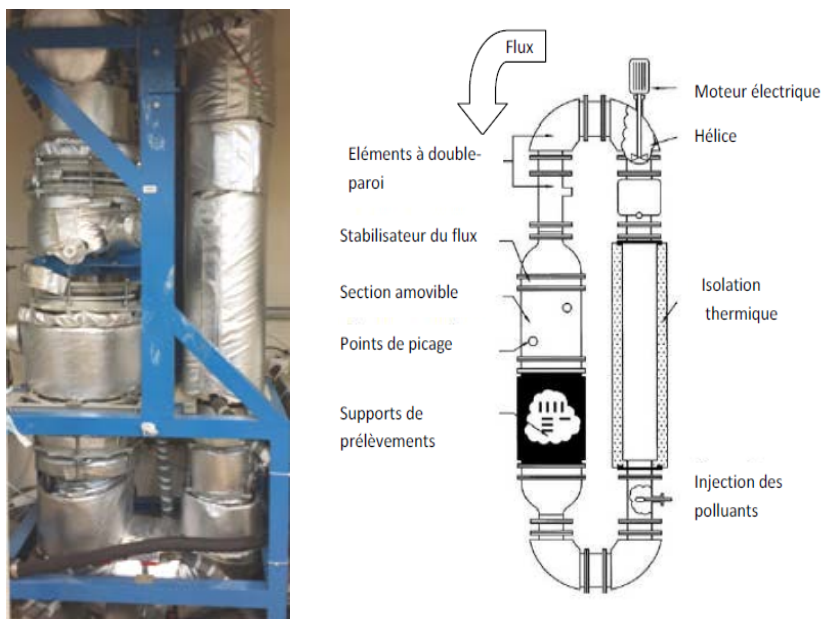 Flux
Moteur électrique
Hélice
Eléments à double-
paroi
Stabilisateur du flux
Section amovible
Isolation
thermique
Points de picage
Supports de
prélèvements
Injection des
polluants